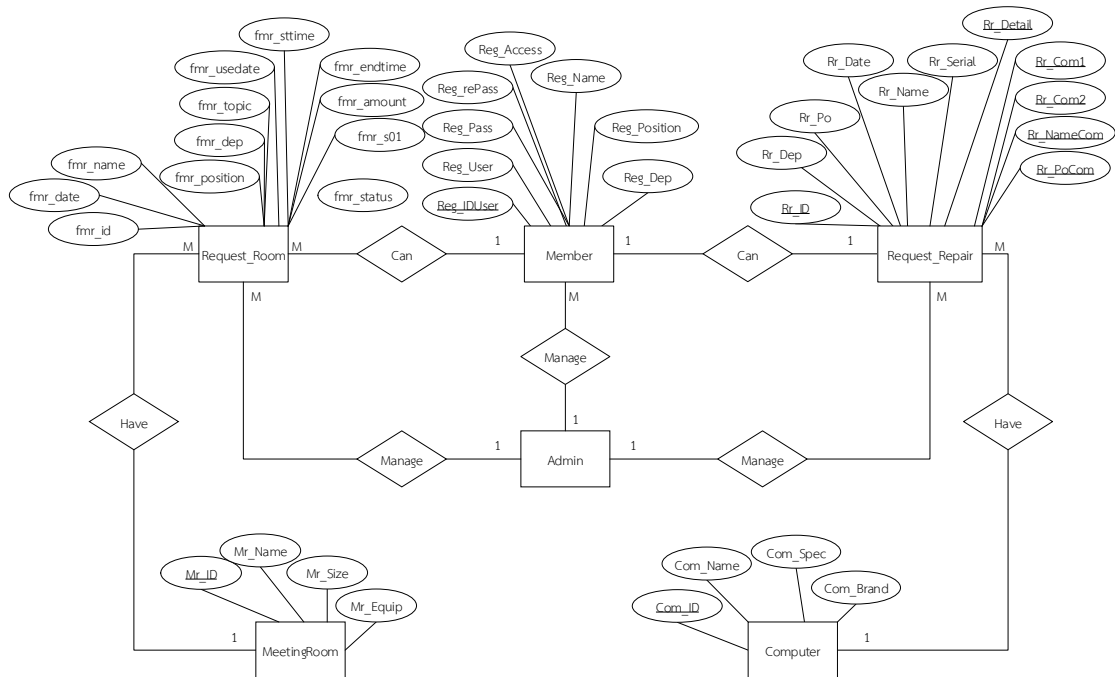 fmr_sttime
fmr_usedate
fmr_endtime
fmr_topic
fmr_amount
fmr_dep
fmr_s01
fmr_name
fmr_position
fmr_date
fmr_status
fmr_id
Reg_Access
Reg_Name
Reg_rePass
Reg_Pass
Reg_Position
Reg_User
Reg_Dep
Reg_IDUser
Rr_Detail
Rr_Date
Rr_Serial
Rr_Com1
Rr_Name
Rr_Com2
Rr_Po
Rr_NameCom
Rr_Dep
Rr_PoCom
Rr_ID
M
Request_Room
M
Can
1
Member
1
Can
1
Request_Repair
M
M
M
M
Manage
Have
Have
1
Manage
1
Admin
1
Manage
Mr_Name
Mr_ID
Mr_Size
Mr_Equip
1
MeetingRoom
Com_Spec
Com_Name
Com_Brand
Com_ID
Computer
1